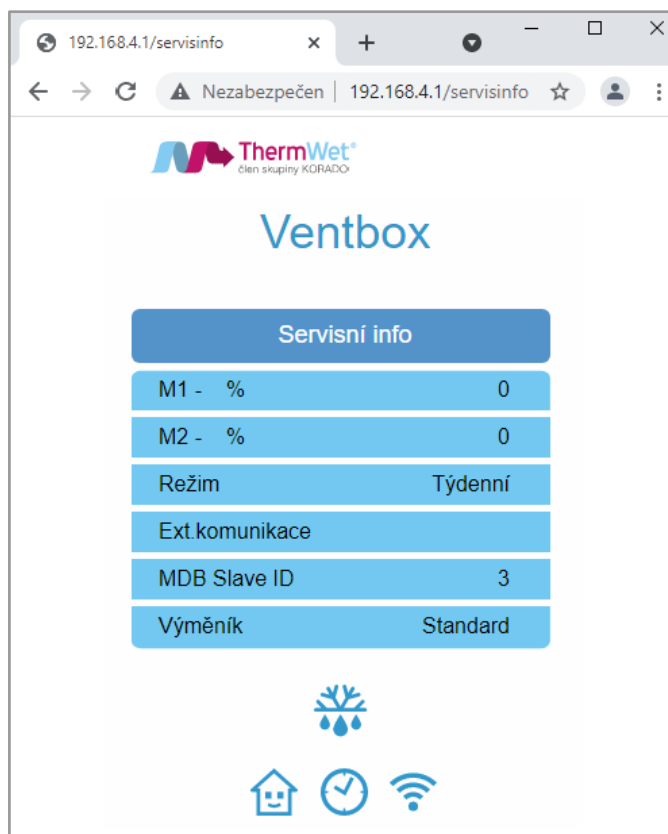 192.168.4.1/servisinfo
Nezabezpečen | 192.168.4.1/servisinfo
ThermWet®
člen skupiny KORADO
Ventbox
Servisní info
M1 - % 0
M2 - % 0
Režim Týdenní
Ext.komunikace
MDB Slave ID 3
Výměník Standard